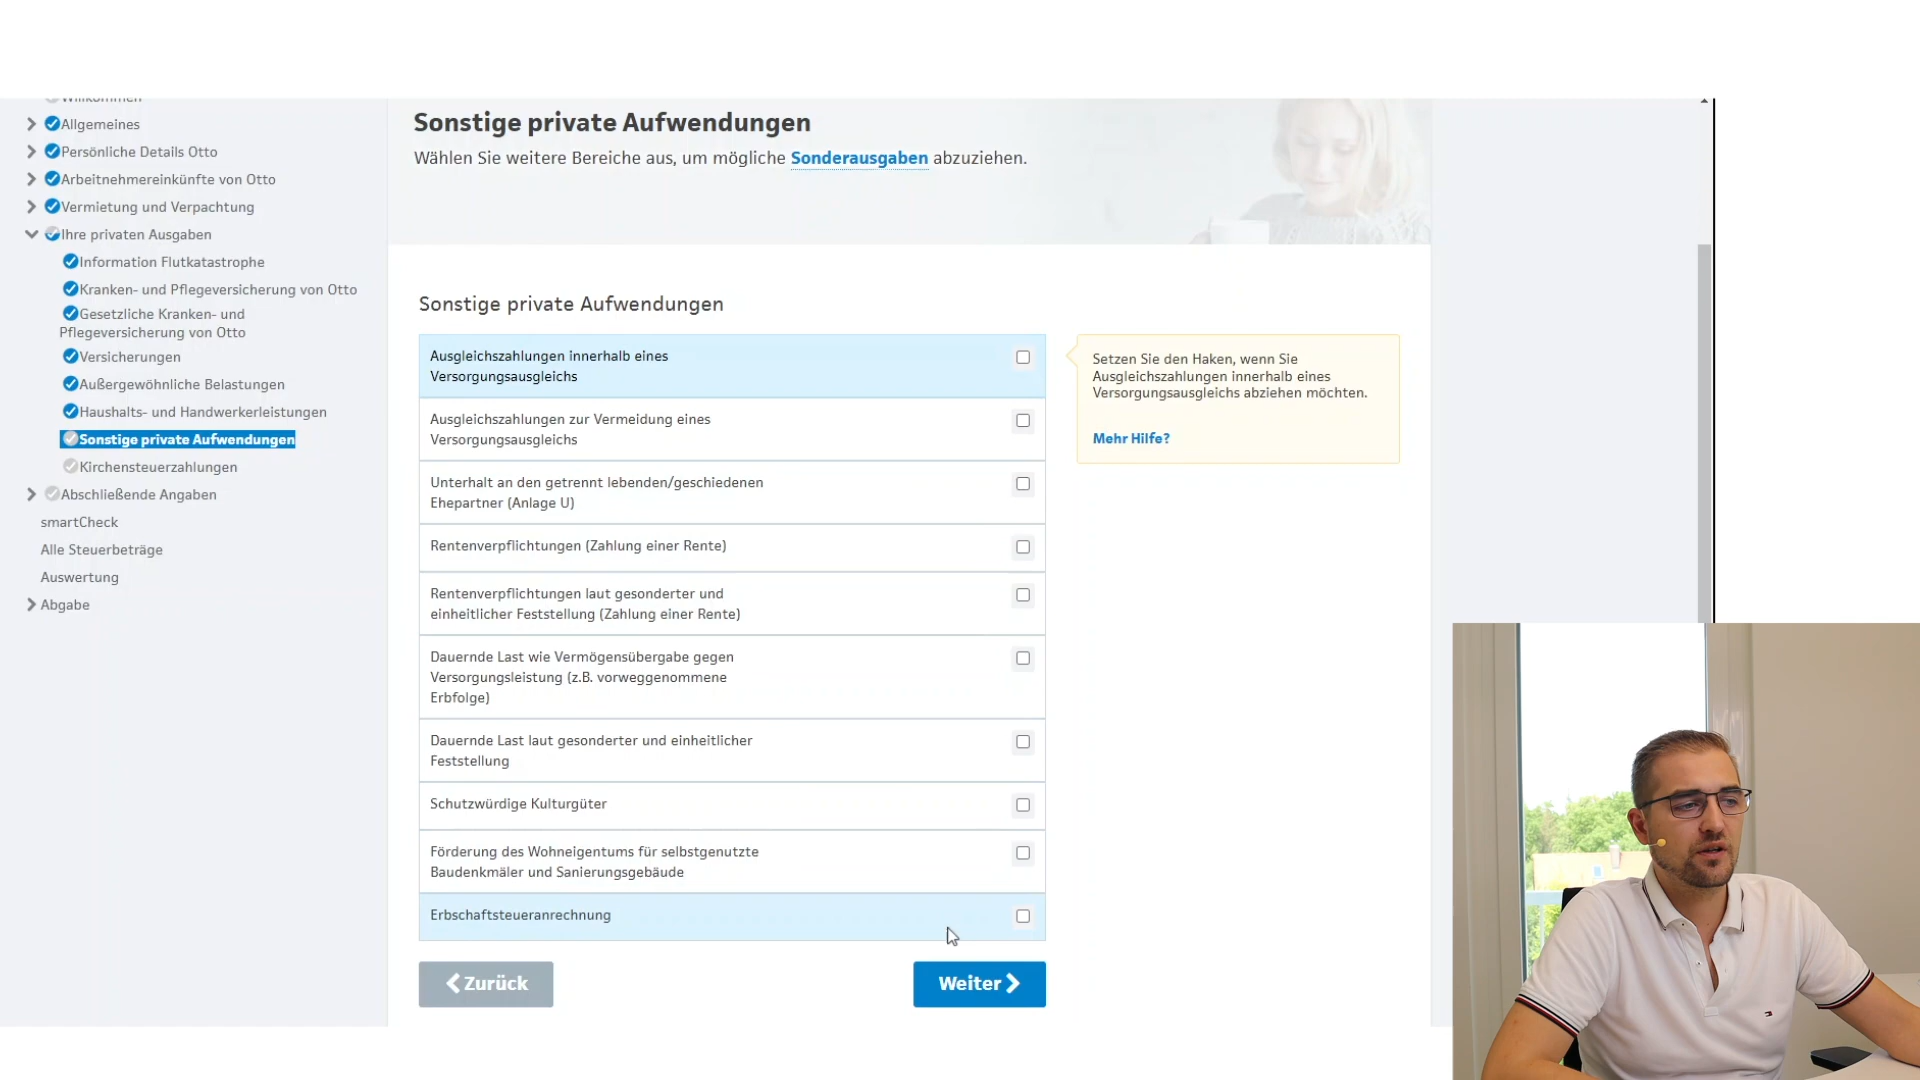 Willkommen
Allgemeines
Persönliche Details Otto
Arbeitnehmereinkünfte von Otto
Vermietung und Verpachtung
Ihre privaten Ausgaben
Information Flutkatastrophe
Kranken- und Pflegeversicherung von Otto
Gesetzliche Kranken- und
Pflegeversicherung von Otto
Versicherungen
Außergewöhnliche Belastungen
Haushalts- und Handwerkerleistungen
Sonstige private Aufwendungen
Kirchensteuerzahlungen
Abschließende Angaben
smartCheck
Alle Steuerbeträge
Auswertung
Abgabe
Sonstige private Aufwendungen
Wählen Sie weitere Bereiche aus, um mögliche Sonderausgaben abzuziehen.
Sonstige private Aufwendungen
Ausgleichszahlungen innerhalb eines
Versorgungsausgleichs
Ausgleichszahlungen zur Vermeidung eines
Versorgungsausgleichs
Unterhalt an den getrennt lebenden/geschiedenen
Ehepartner (Anlage U)
Rentenverpflichtungen (Zahlung einer Rente)
Rentenverpflichtungen laut gesonderter und
einheitlicher Feststellung (Zahlung einer Rente)
Dauernde Last wie Vermögensübergabe gegen
Versorgungsleistung (z.B. vorweggenommene
Erbfolge)
Dauernde Last laut gesonderter und einheitlicher
Feststellung
Schutzwürdige Kulturgüter
Förderung des Wohneigentums für selbstgenutzte
Baudenkmäler und Sanierungsgebäude
Erbschaftsteueranrechnung
Zurück
Weiter
Setzen Sie den Haken, wenn Sie
Ausgleichszahlungen innerhalb eines
Versorgungsausgleichs abziehen möchten.
Mehr Hilfe?